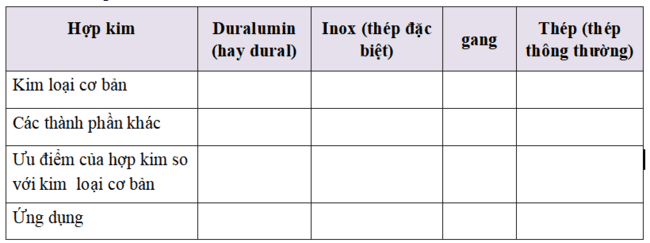 Hợp kim
Duralumin
(hay dural)
Inox (thép đặc
biệt)
gang
Thép (thép
thông thường)
Kim loại cơ bản
Các thành phần khác
Ưu điểm của hợp kim so
với kim loại cơ bản
Ứng dụng